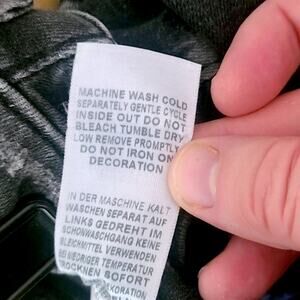 MACHINE WASH COLD
SEPARATELY GENTLE CYCLE
INSIDE OUT DO NOT
BLEACH TUMBLE DRY
LOW REMOVE PROMPTLY
DO NOT IRON ON
DECORATION
IN DER MASCHINE KALT
WASCHEN SEPARAT AUF
LINKS GEDREHT IM
SCHONWASCHGANG KEINE
BLEICHMITTEL VERWENDEN
BEI NIEDRIGER TEMPERATUR
TROCKNEN SOFORT
KORATION